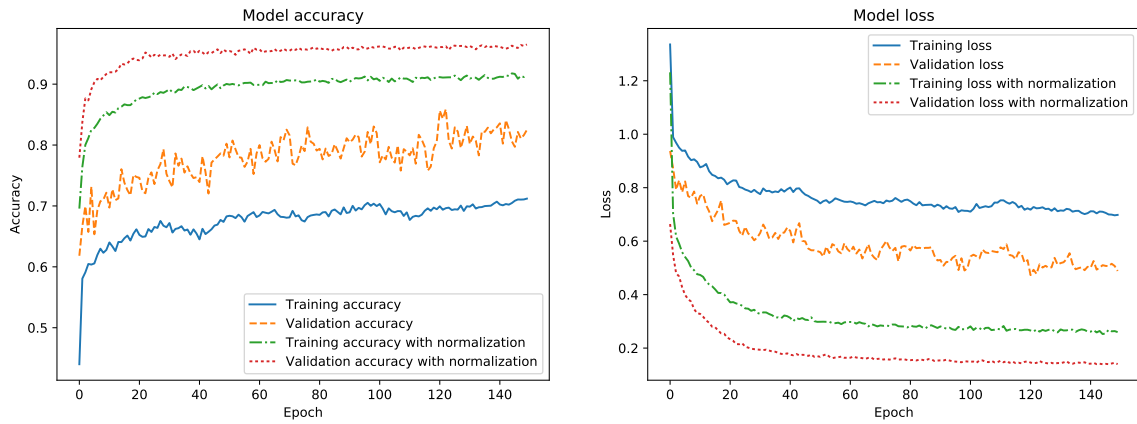 Model accuracy
Accuracy
0.9
0.8
0.7
0.6
0.5
0 20 40 60 80 100 120 140
Epoch
Training accuracy
Validation accuracy
Training accuracy with normalization
Validation accuracy with normalization
Model loss
Loss
1.2
1.0
0.8
0.6
0.4
0.2
0 20 40 60 80 100 120 140
Epoch
Training loss
Validation loss
Training loss with normalization
Validation loss with normalization